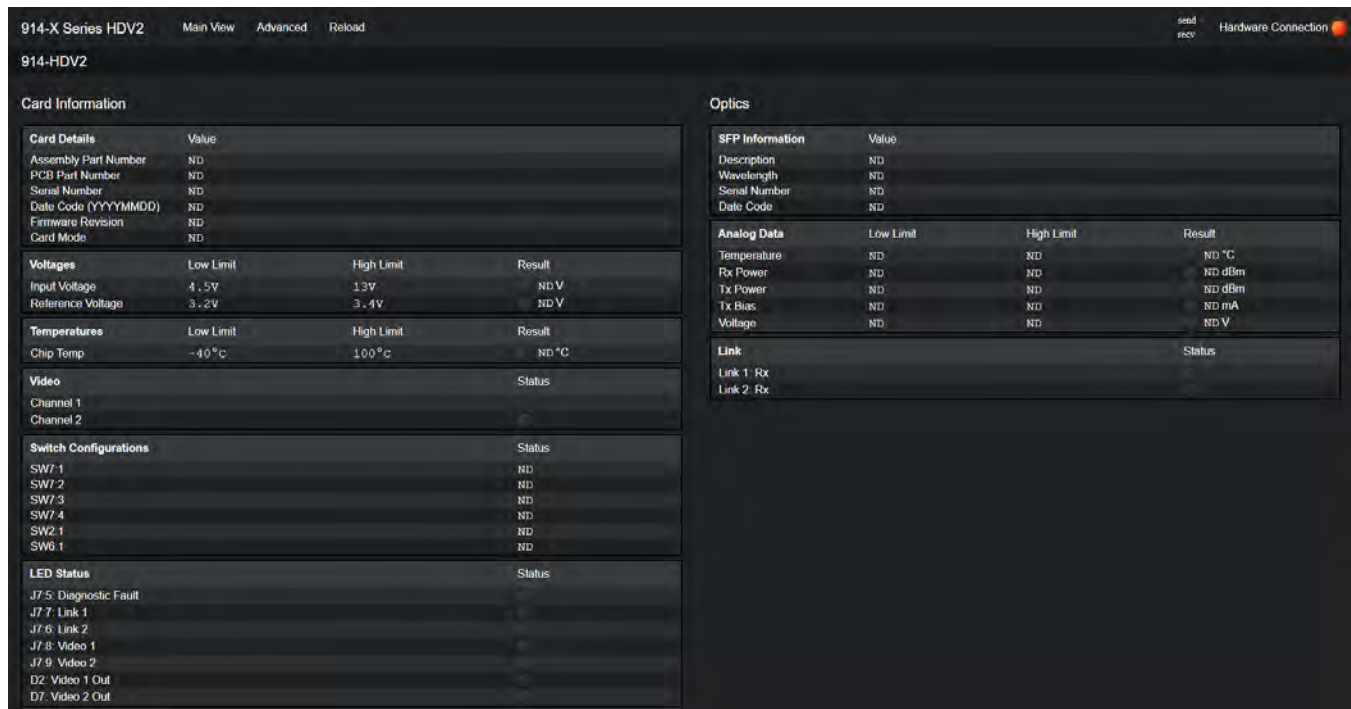 914-X Series HDV2 Main View Advanced Reload send recv Hardware Connection
914-HDV2
Card Information
Card Details Value
Assembly Part Number ND
PCB Part Number ND
Serial Number ND
Date Code (YYYYMMDD) ND
Firmware Revision ND
Card Mode ND
Voltages Low Limit High Limit Result
Input Voltage 4.5V 13V ND V
Reference Voltage 3.2V 3.4V ND V
Temperatures Low Limit High Limit Result
Chip Temp -40°C 100°C ND °C
Video Status
Channel 1
Channel 2
Switch Configurations Status
SW7:1 ND
SW7:2 ND
SW7:3 ND
SW7:4 ND
SW2:1 ND
SW6:1 ND
LED Status Status
J7:5: Diagnostic Fault
J7:7: Link 1
J7:6: Link 2
J7:8: Video 1
J7:9: Video 2
D2: Video 1 Out
D7: Video 2 Out
Optics
SFP Information Value
Description ND
Wavelength ND
Serial Number ND
Date Code ND
Analog Data Low Limit High Limit Result
Temperature ND ND ND °C
Rx Power ND ND ND dBm
Tx Power ND ND ND dBm
Tx Bias ND ND ND mA
Voltage ND ND ND V
Link Status
Link 1: Rx
Link 2: Rx